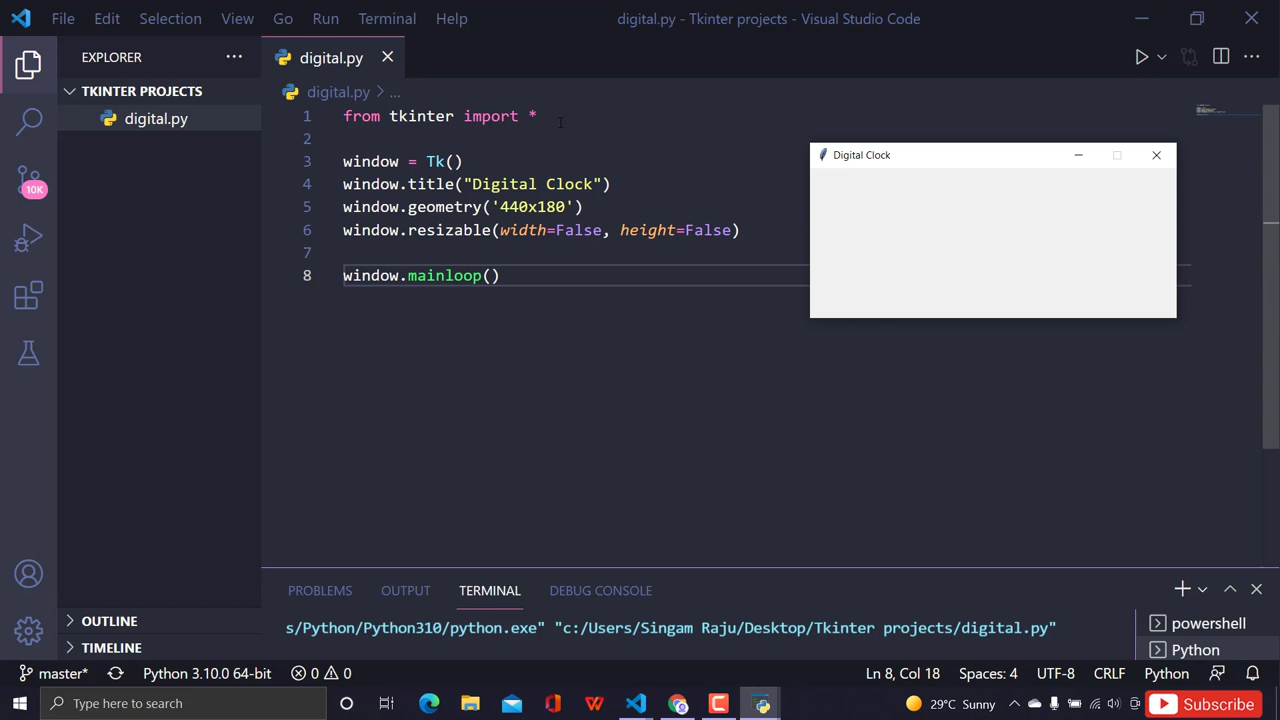 File Edit Selection View Go Run Terminal Help digital.py - Tkinter projects - Visual Studio Code
EXPLORER
TKINTER PROJECTS
digital.py
10K
OUTLINE
TIMELINE
digital.py
digital.py > ...
1 from tkinter import *
2
3 window = Tk()
4 window.title("Digital Clock")
5 window.geometry('440x180')
6 window.resizable(width=False, height=False)
7
8 window.mainloop()
Digital Clock
PROBLEMS OUTPUT TERMINAL DEBUG CONSOLE
s/Python/Python310/python.exe" "c:/Users/Singam Raju/Desktop/Tkinter projects/digital.py"
powershell
Python
master* Python 3.10.0 64-bit 0 0 Ln 8, Col 18 Spaces: 4 UTF-8 CRLF Python
Type here to search 29°C Sunny Subscribe